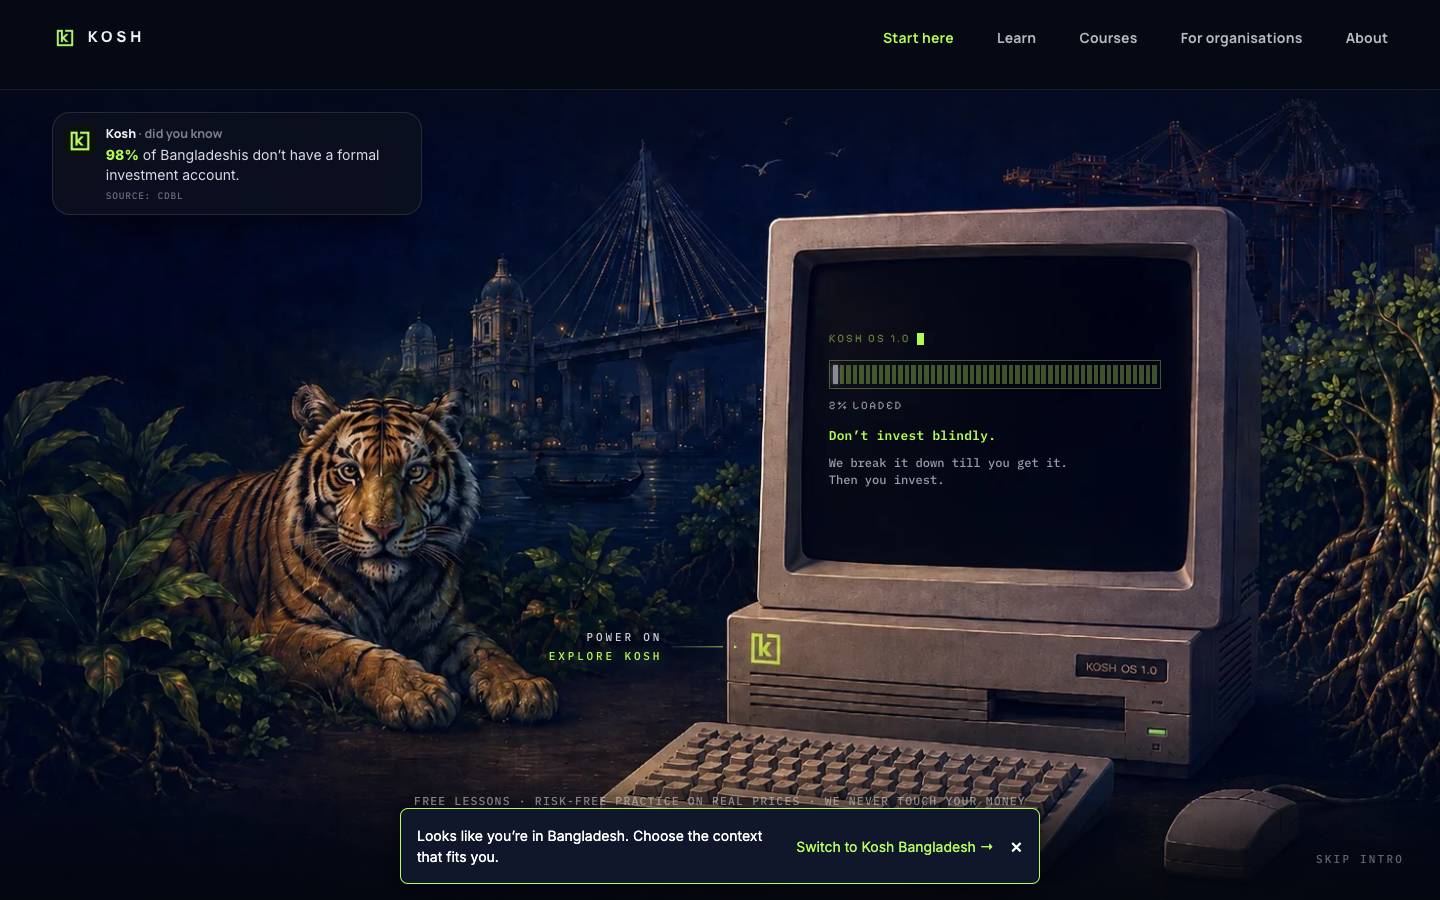 KOSH
Start here
Learn
Courses
For organisations
About
Kosh · did you know
98% of Bangladeshis don't have a formal
investment account.
SOURCE: CDBL
KOSH OS 1.0
2% LOADED
Don't invest blindly.
We break it down till you get it.
Then you invest.
POWER ON
EXPLORE KOSH
k
KOSH OS 1.0
FREE LESSONS · RISK-FREE PRACTICE ON REAL PRICES · WE NEVER TOUCH YOUR MONEY
Looks like you're in Bangladesh. Choose the context
that fits you.
Switch to Kosh Bangladesh →
SKIP INTRO